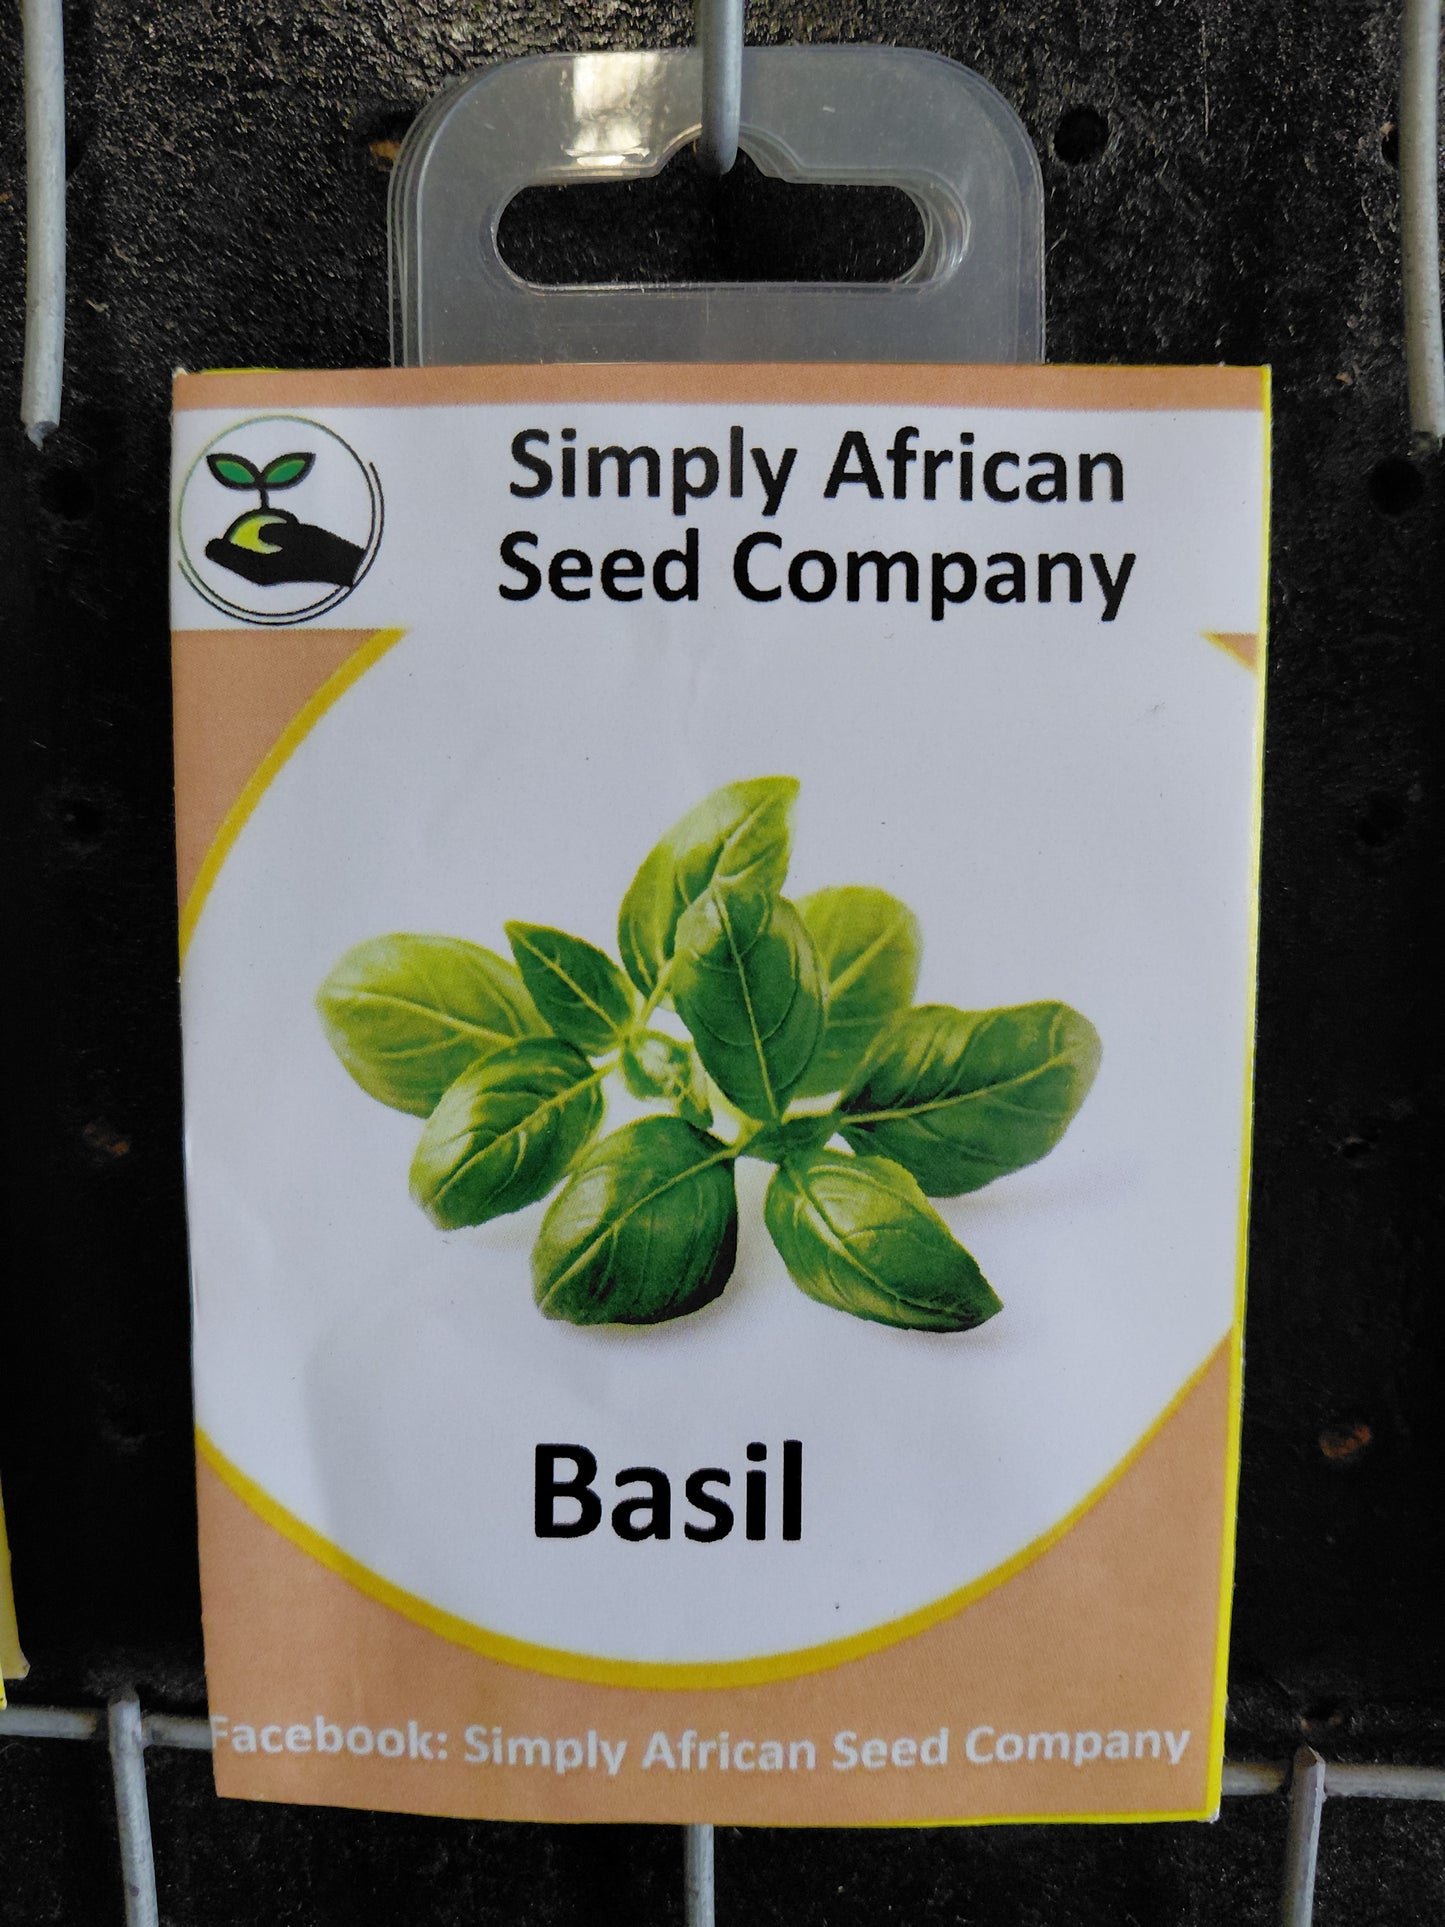 Simply African
Seed Company
Basil
Facebook: Simply African Seed Company